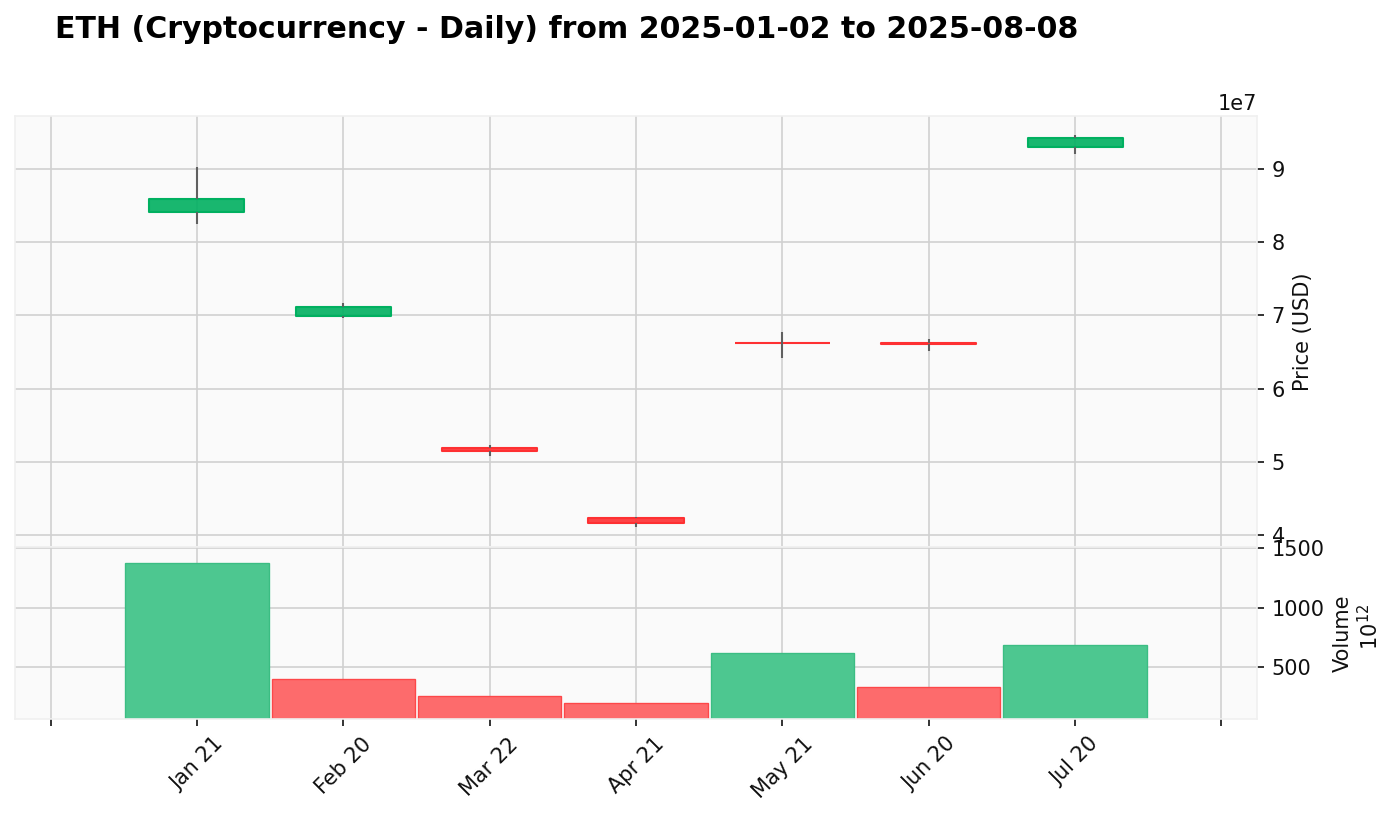 ETH (Cryptocurrency - Daily) from 2025-01-02 to 2025-08-08
1e7
9
8
7
6
5
4
Price (USD)
1500
1000
500
Volume
10¹²
Jan 21
Feb 20
Mar 22
Apr 21
May 21
Jun 20
Jul 20